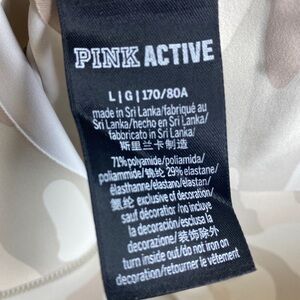 PINK ACTIVE
L | G | 170/80A
made in Sri Lanka/fabriqué au
Sri Lanka/hecho en Sri Lanka/
fabbricato in Sri Lanka/
斯里兰卡制造
71% polyamide/poliamida/
poliammide/锦纶 29% elastane/
élasthanne/elastano/elastan/
氨纶 exclusive of decoration/
sauf décoration/no incluye
la decoración/esclusa la
decorazione/装饰除外
turn inside out/do not iron on
decoration/retourner le vêtement